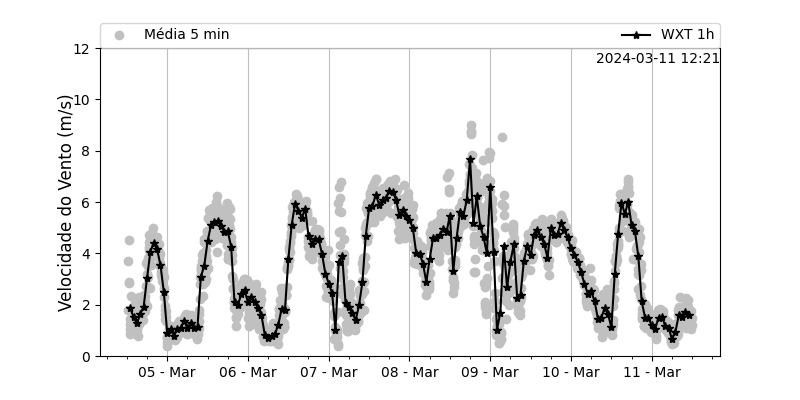 Média 5 min
WXT 1h
2024-03-11 12:21
Velocidade do Vento (m/s)
12
10
8
6
4
2
0
05 - Mar
06 - Mar
07 - Mar
08 - Mar
09 - Mar
10 - Mar
11 - Mar